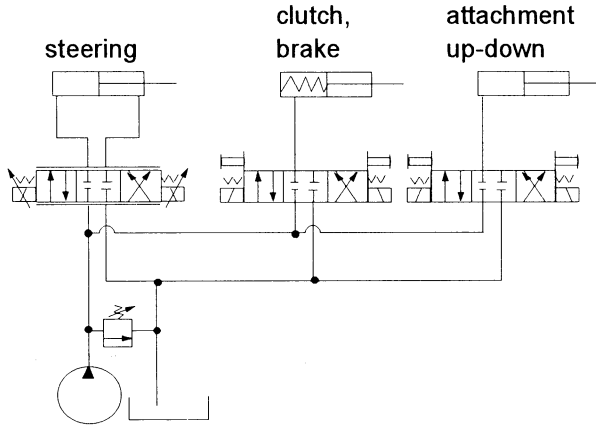 steering
clutch,
brake
attachment
up-down